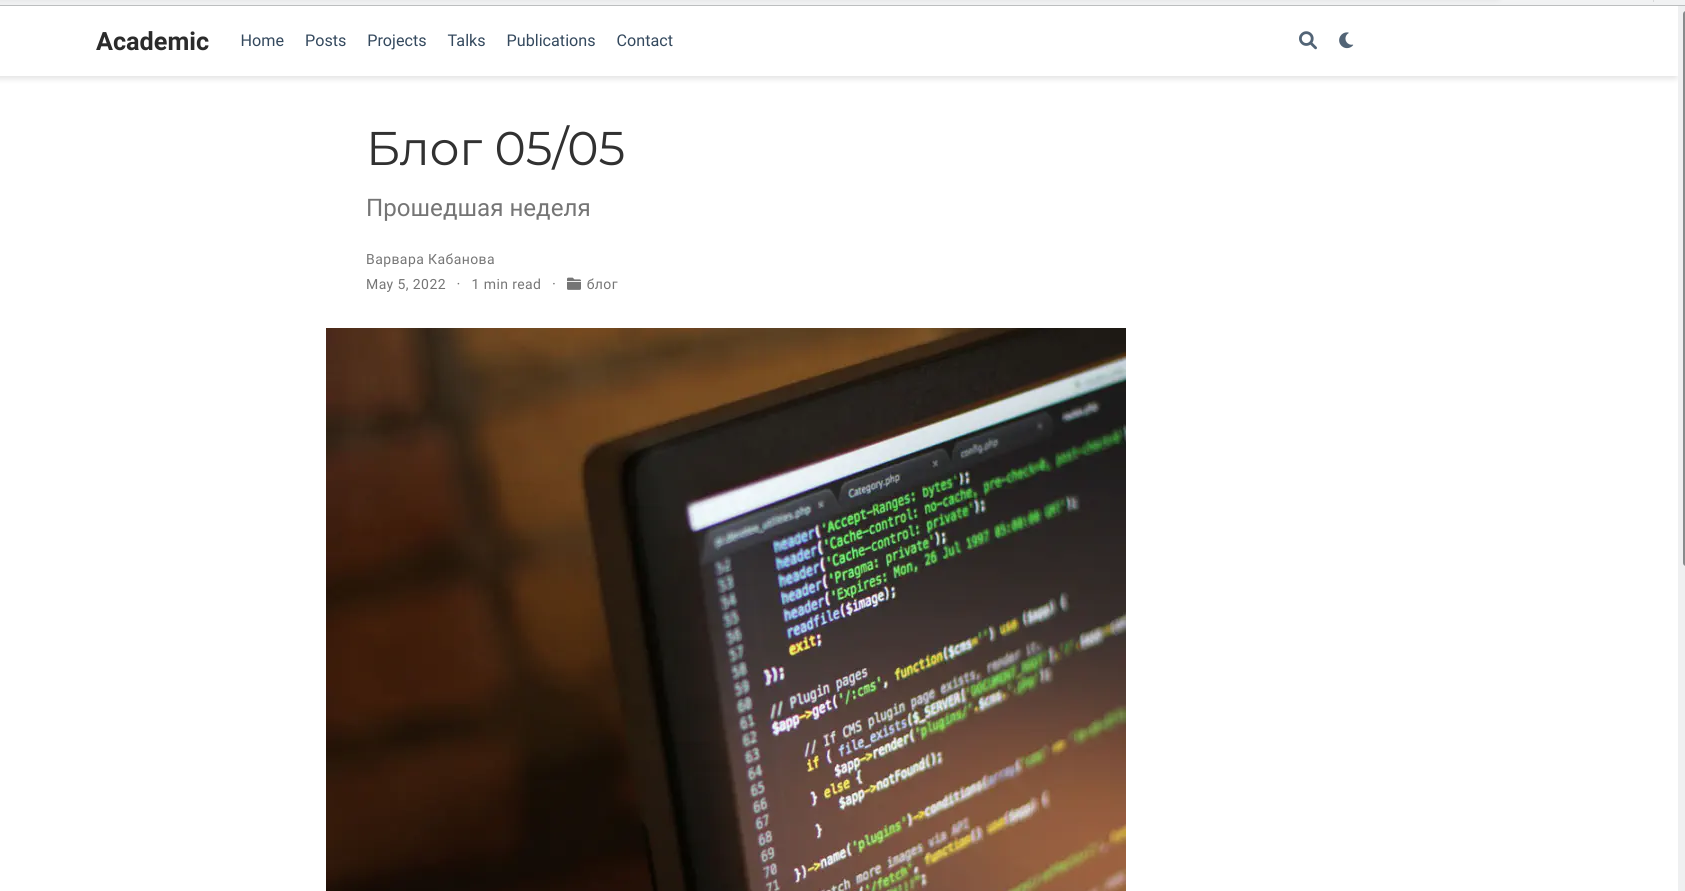 Academic Home Posts Projects Talks Publications Contact
Блог 05/05
Прошедшая неделя
Варвара Кабанова
May 5, 2022 · 1 min read · блог
config.php
Category.php
header('Accept-Ranges: bytes');
header('Cache-control: no-cache, pre-check=0, post-check=0
header('Cache-control: private');
header('Pragma: private');
header('Expires: Mon, 26 Jul 1997 05:00:00 GMT');
readfile($image);
exit;
});
// Plugin pages
$app->get('/:cms', function($cms='') use ($app) {
// If CMS plugin page exists, render it.
if ( file_exists($_SERVER['DOCUMENT_ROOT']
$app->render('plugins/'.$cms.'.php');
} else {
$app->notFound();
}
})->name('plugins')->conditions(array(
more images via API
'/fetch', function() use($app) {
52
53
54
55
56
57
58
59
60
61
62
63
64
65
66
67
68
69
70
71